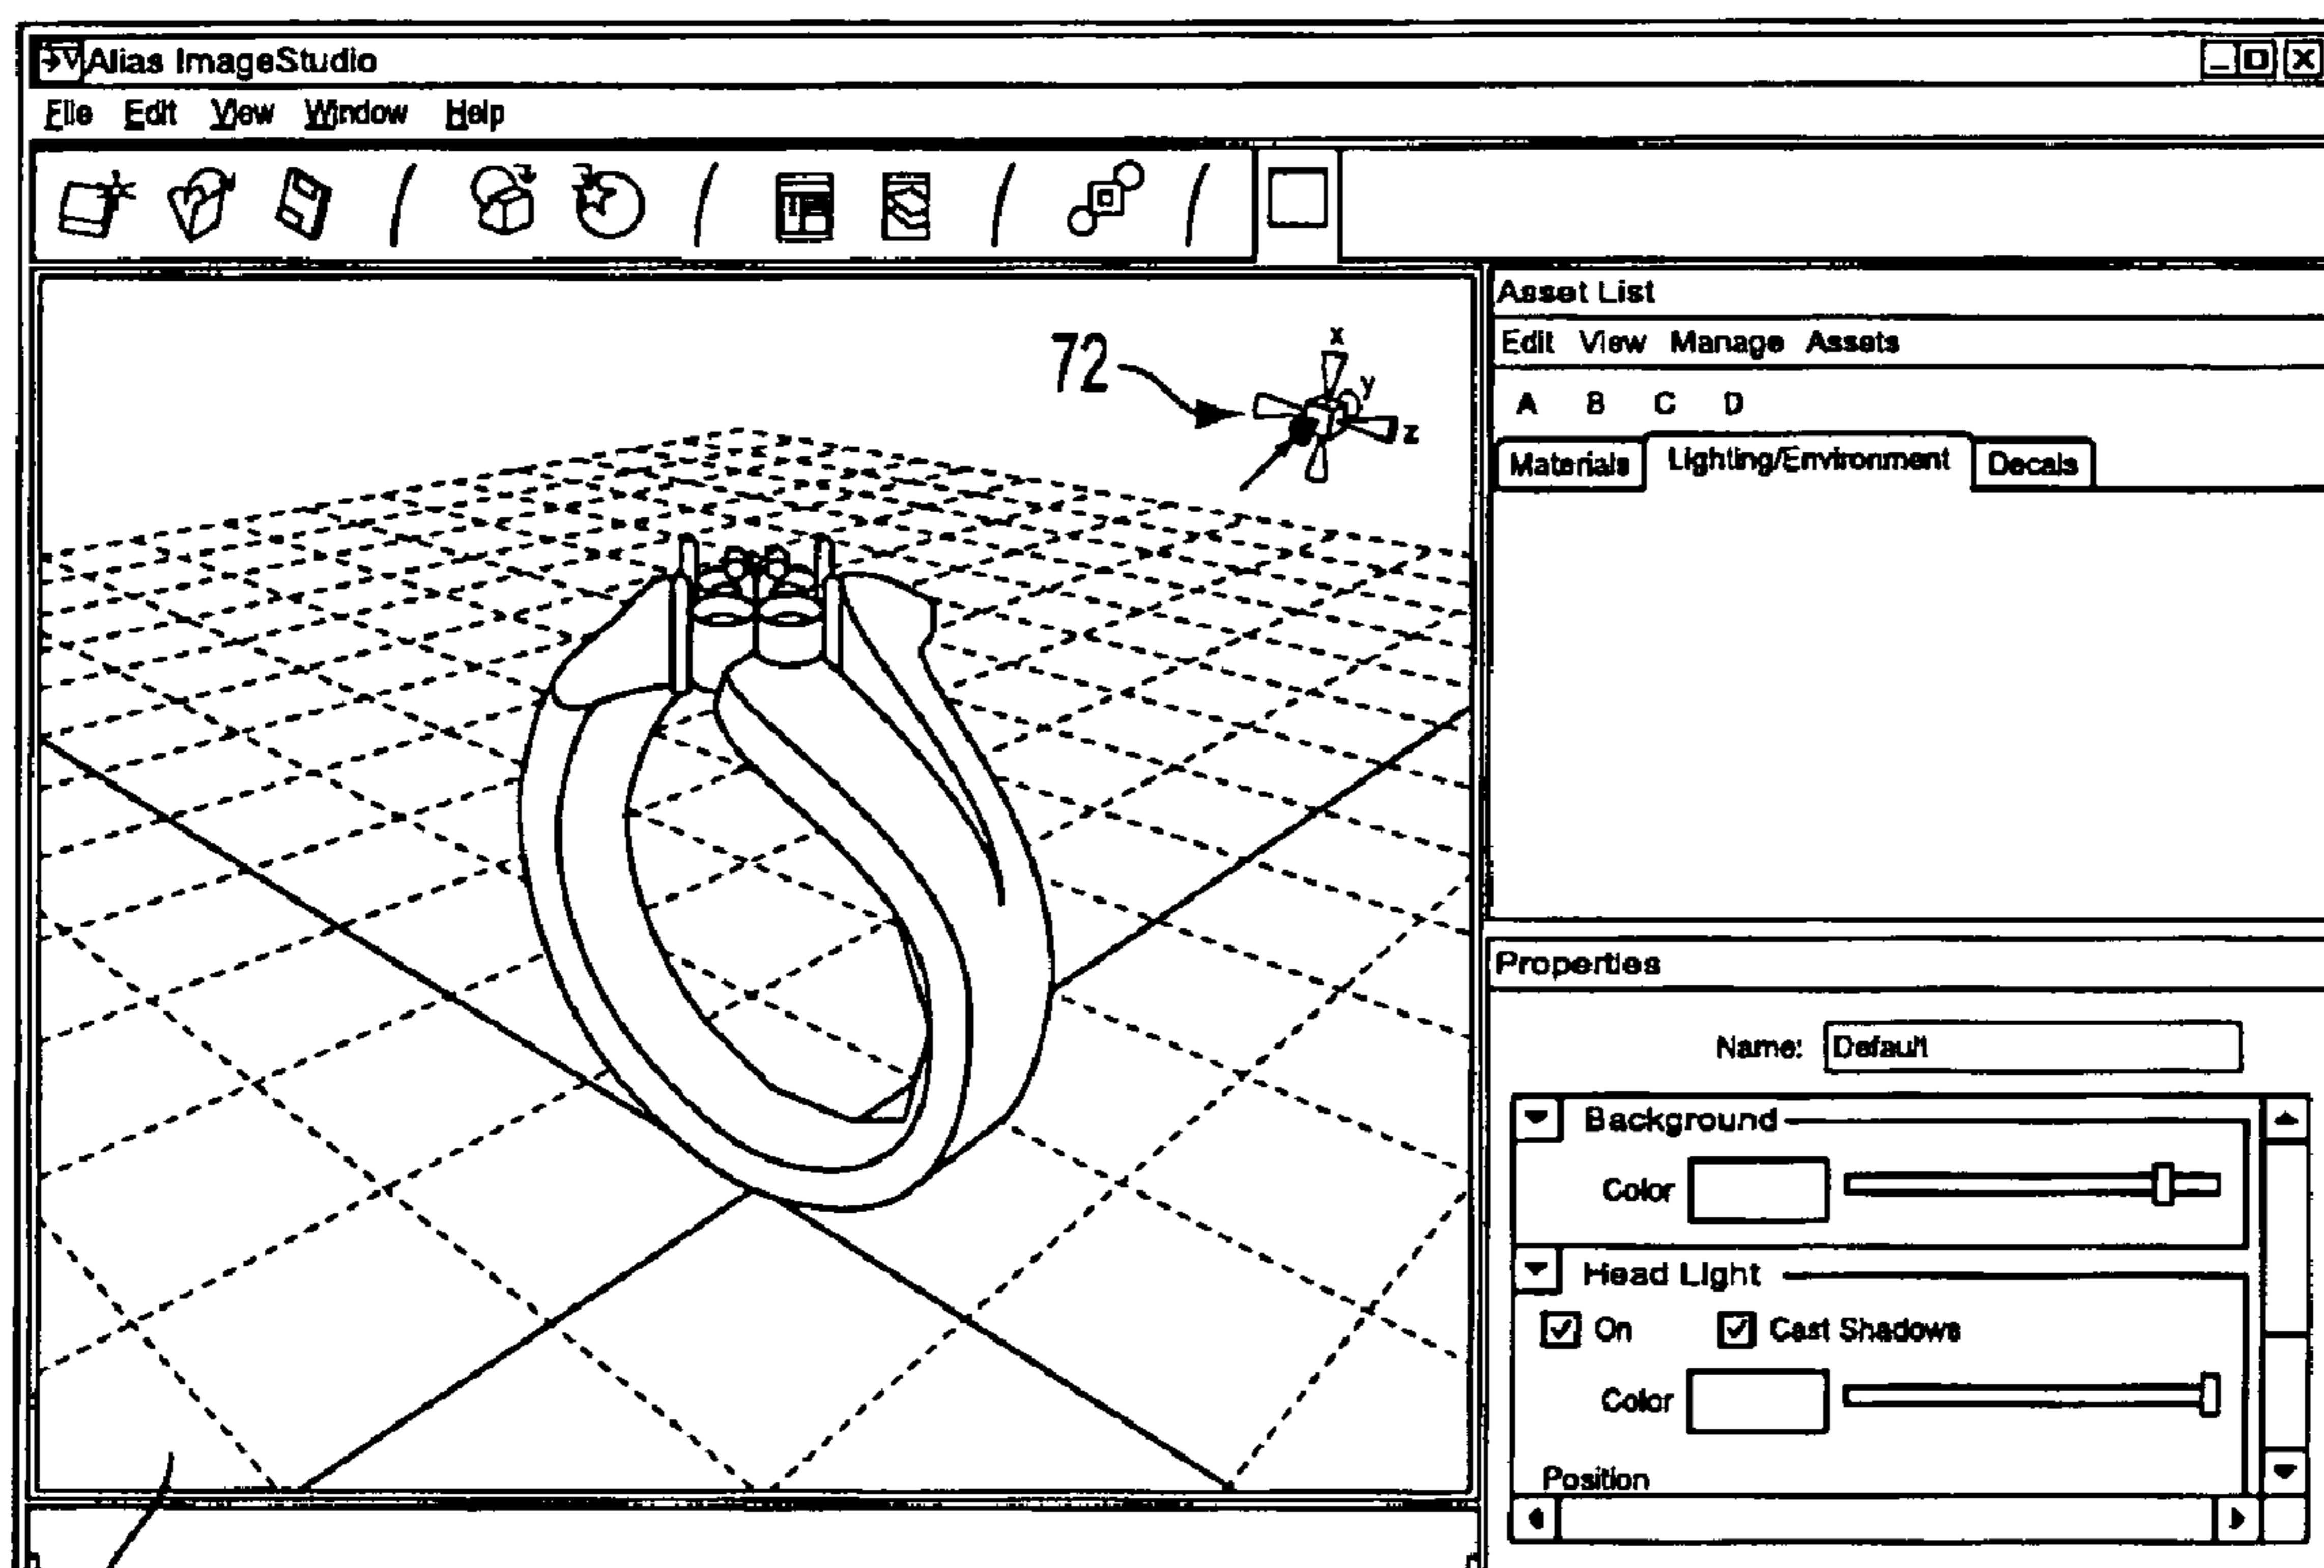 Alias ImageStudio
File Edit View Window Help
72
x
y
z
Asset List
Edit View Manage Assets
A B C D
Materials Lighting/Environment Decals
Properties
Name: Default
Background
Color
Head Light
On Cast Shadows
Color
Position